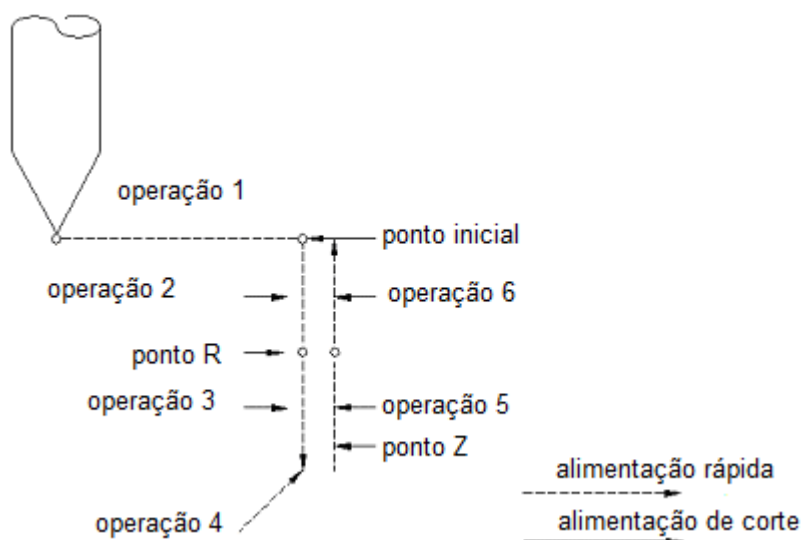 operação 1
ponto inicial
operação 2
operação 6
ponto R
operação 3
operação 5
ponto Z
alimentação rápida
operação 4
alimentação de corte